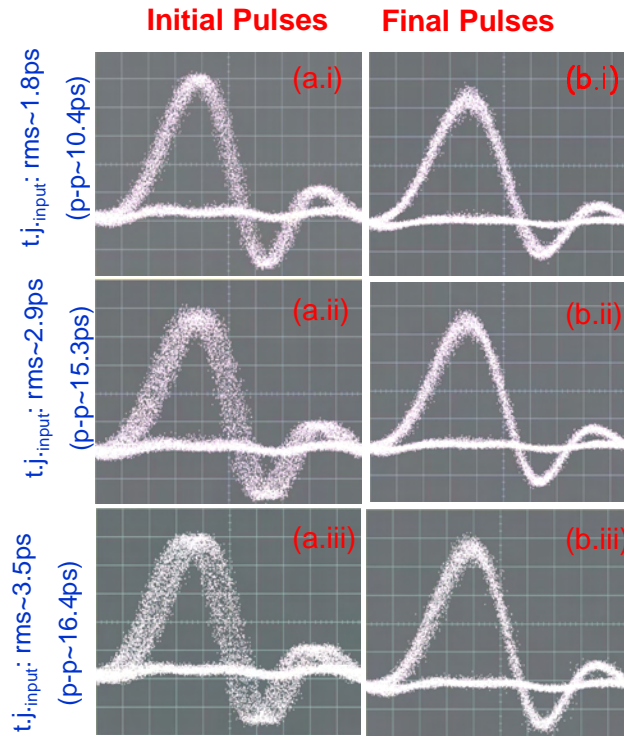 Initial Pulses
Final Pulses
t.j.input: rms~1.8ps
(p-p~10.4ps)
(a.i)
(b.i)
t.j.input: rms~2.9ps
(p-p~15.3ps)
(a.ii)
(b.ii)
t.j.input: rms~3.5ps
(p-p~16.4ps)
(a.iii)
(b.iii)